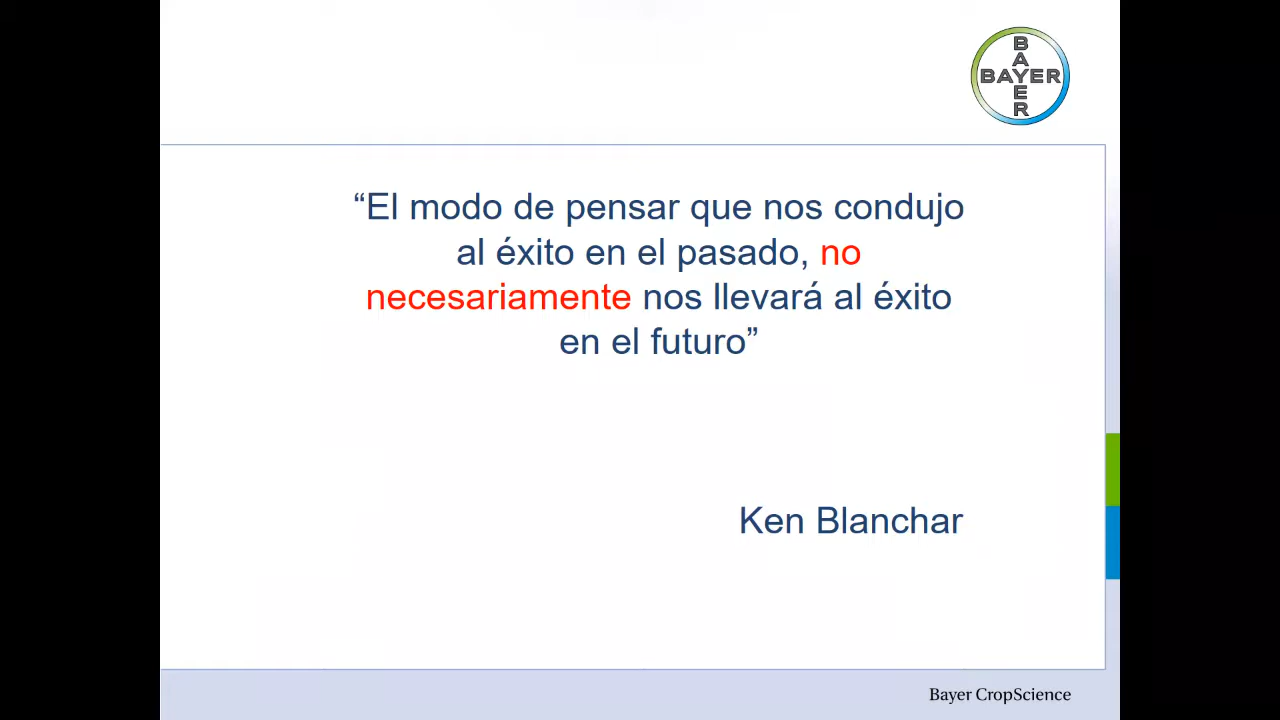 BAYER
BAYER
“El modo de pensar que nos condujo
al éxito en el pasado, no
necesariamente nos llevará al éxito
en el futuro”
Ken Blanchar
Bayer CropScience